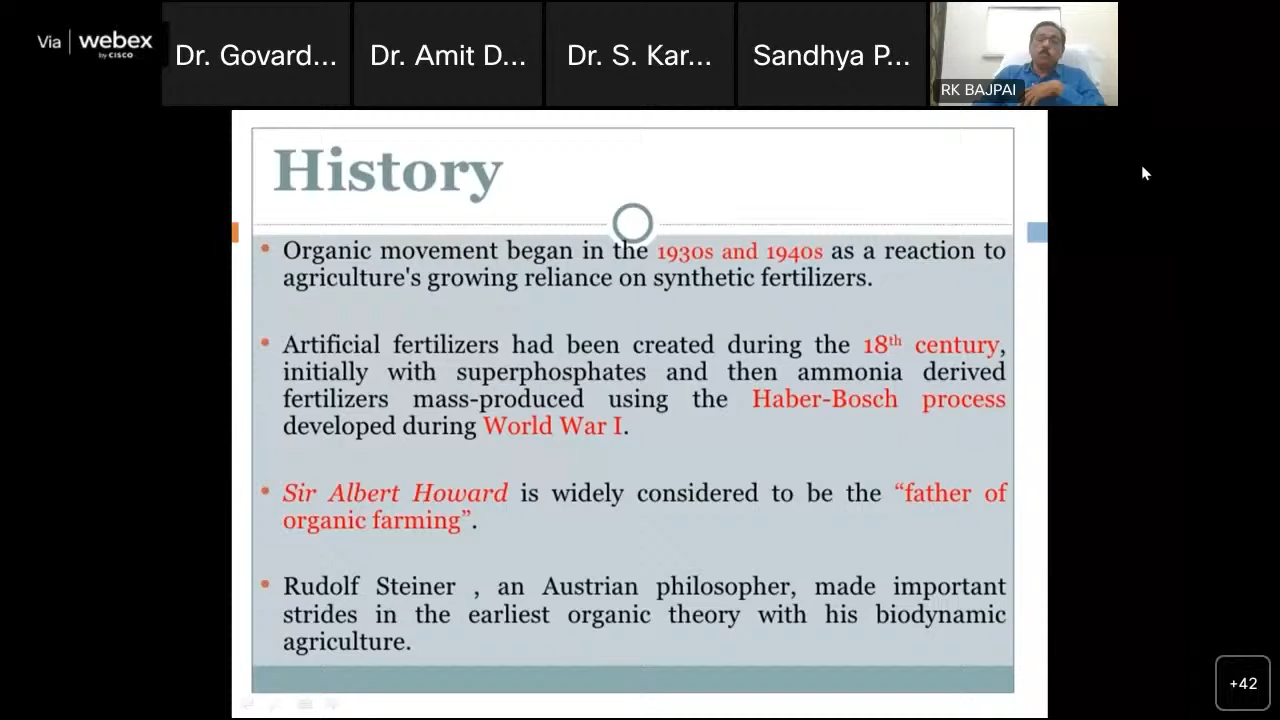 Via webex
by CISCO
Dr. Govard...
Dr. Amit D...
Dr. S. Kar...
Sandhya P...
RK BAJPAI
History
• Organic movement began in the 1930s and 1940s as a reaction to
agriculture's growing reliance on synthetic fertilizers.
• Artificial fertilizers had been created during the 18th century,
initially with superphosphates and then ammonia derived
fertilizers mass-produced using the Haber-Bosch process
developed during World War I.
• Sir Albert Howard is widely considered to be the “father of
organic farming”.
• Rudolf Steiner , an Austrian philosopher, made important
strides in the earliest organic theory with his biodynamic
agriculture.
+42